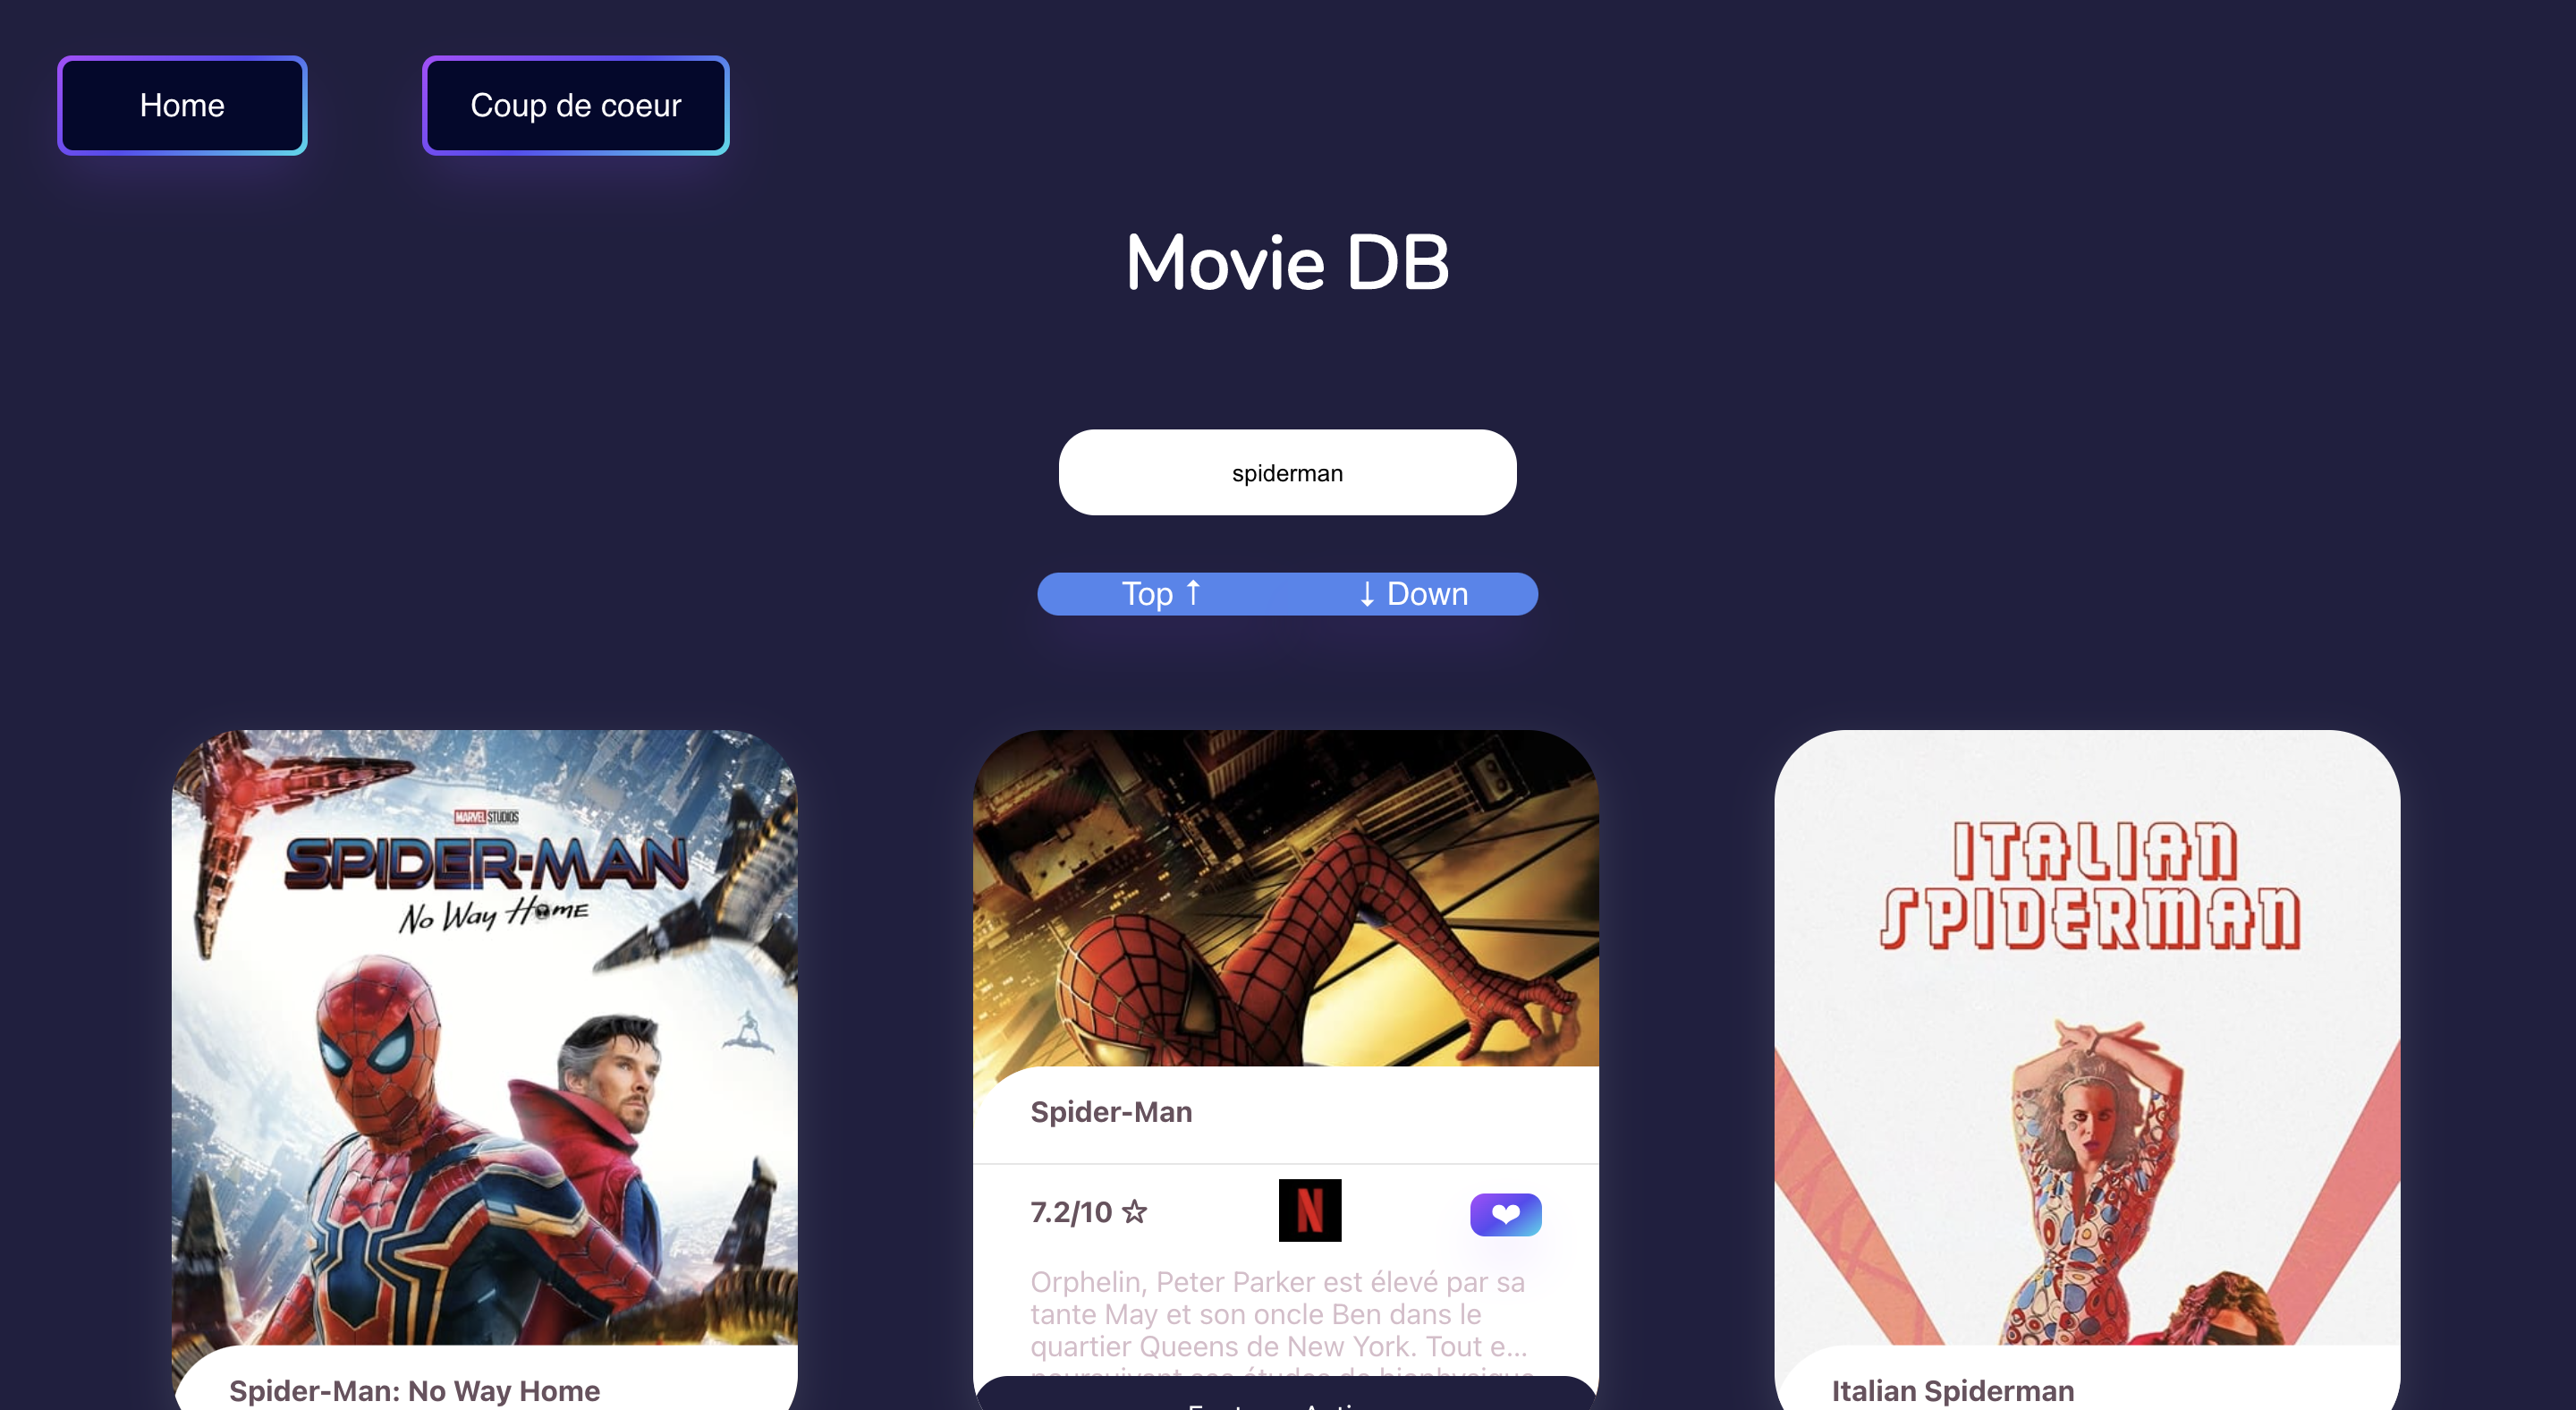 Home
Coup de coeur
Movie DB
spiderman
Top ↑
↓ Down
MARVEL STUDIOS
SPIDER-MAN
No Way Home
Spider-Man: No Way Home
Spider-Man
7.2/10 ☆
N
Orphelin, Peter Parker est élevé par sa
tante May et son oncle Ben dans le
quartier Queens de New York. Tout e...
ITALIAN
SPIDERMAN
Italian Spiderman